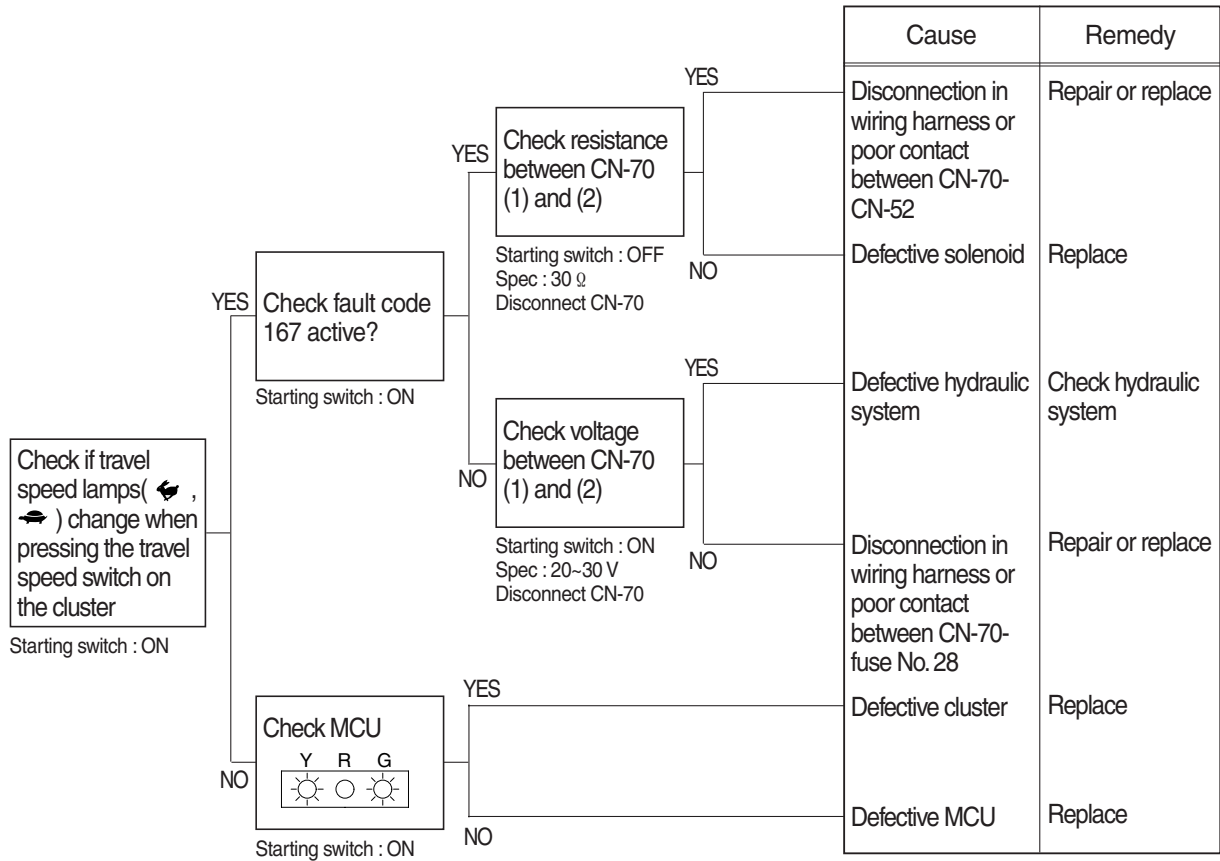 Cause
Remedy
YES
Disconnection in
wiring harness or
poor contact
between CN-70-
CN-52
Repair or replace
YES
Check resistance
between CN-70
(1) and (2)
Starting switch : OFF
Spec : 30 Ω
Disconnect CN-70
NO
Defective solenoid
Replace
YES
Check fault code
167 active?
Starting switch : ON
YES
Defective hydraulic
system
Check hydraulic
system
NO
Check voltage
between CN-70
(1) and (2)
Starting switch : ON
Spec : 20~30 V
Disconnect CN-70
NO
Disconnection in
wiring harness or
poor contact
between CN-70-
fuse No. 28
Repair or replace
Check if travel
speed lamps( ,
) change when
pressing the travel
speed switch on
the cluster
Starting switch : ON
YES
Defective cluster
Replace
NO
Check MCU
Y R G
Starting switch : ON
NO
Defective MCU
Replace